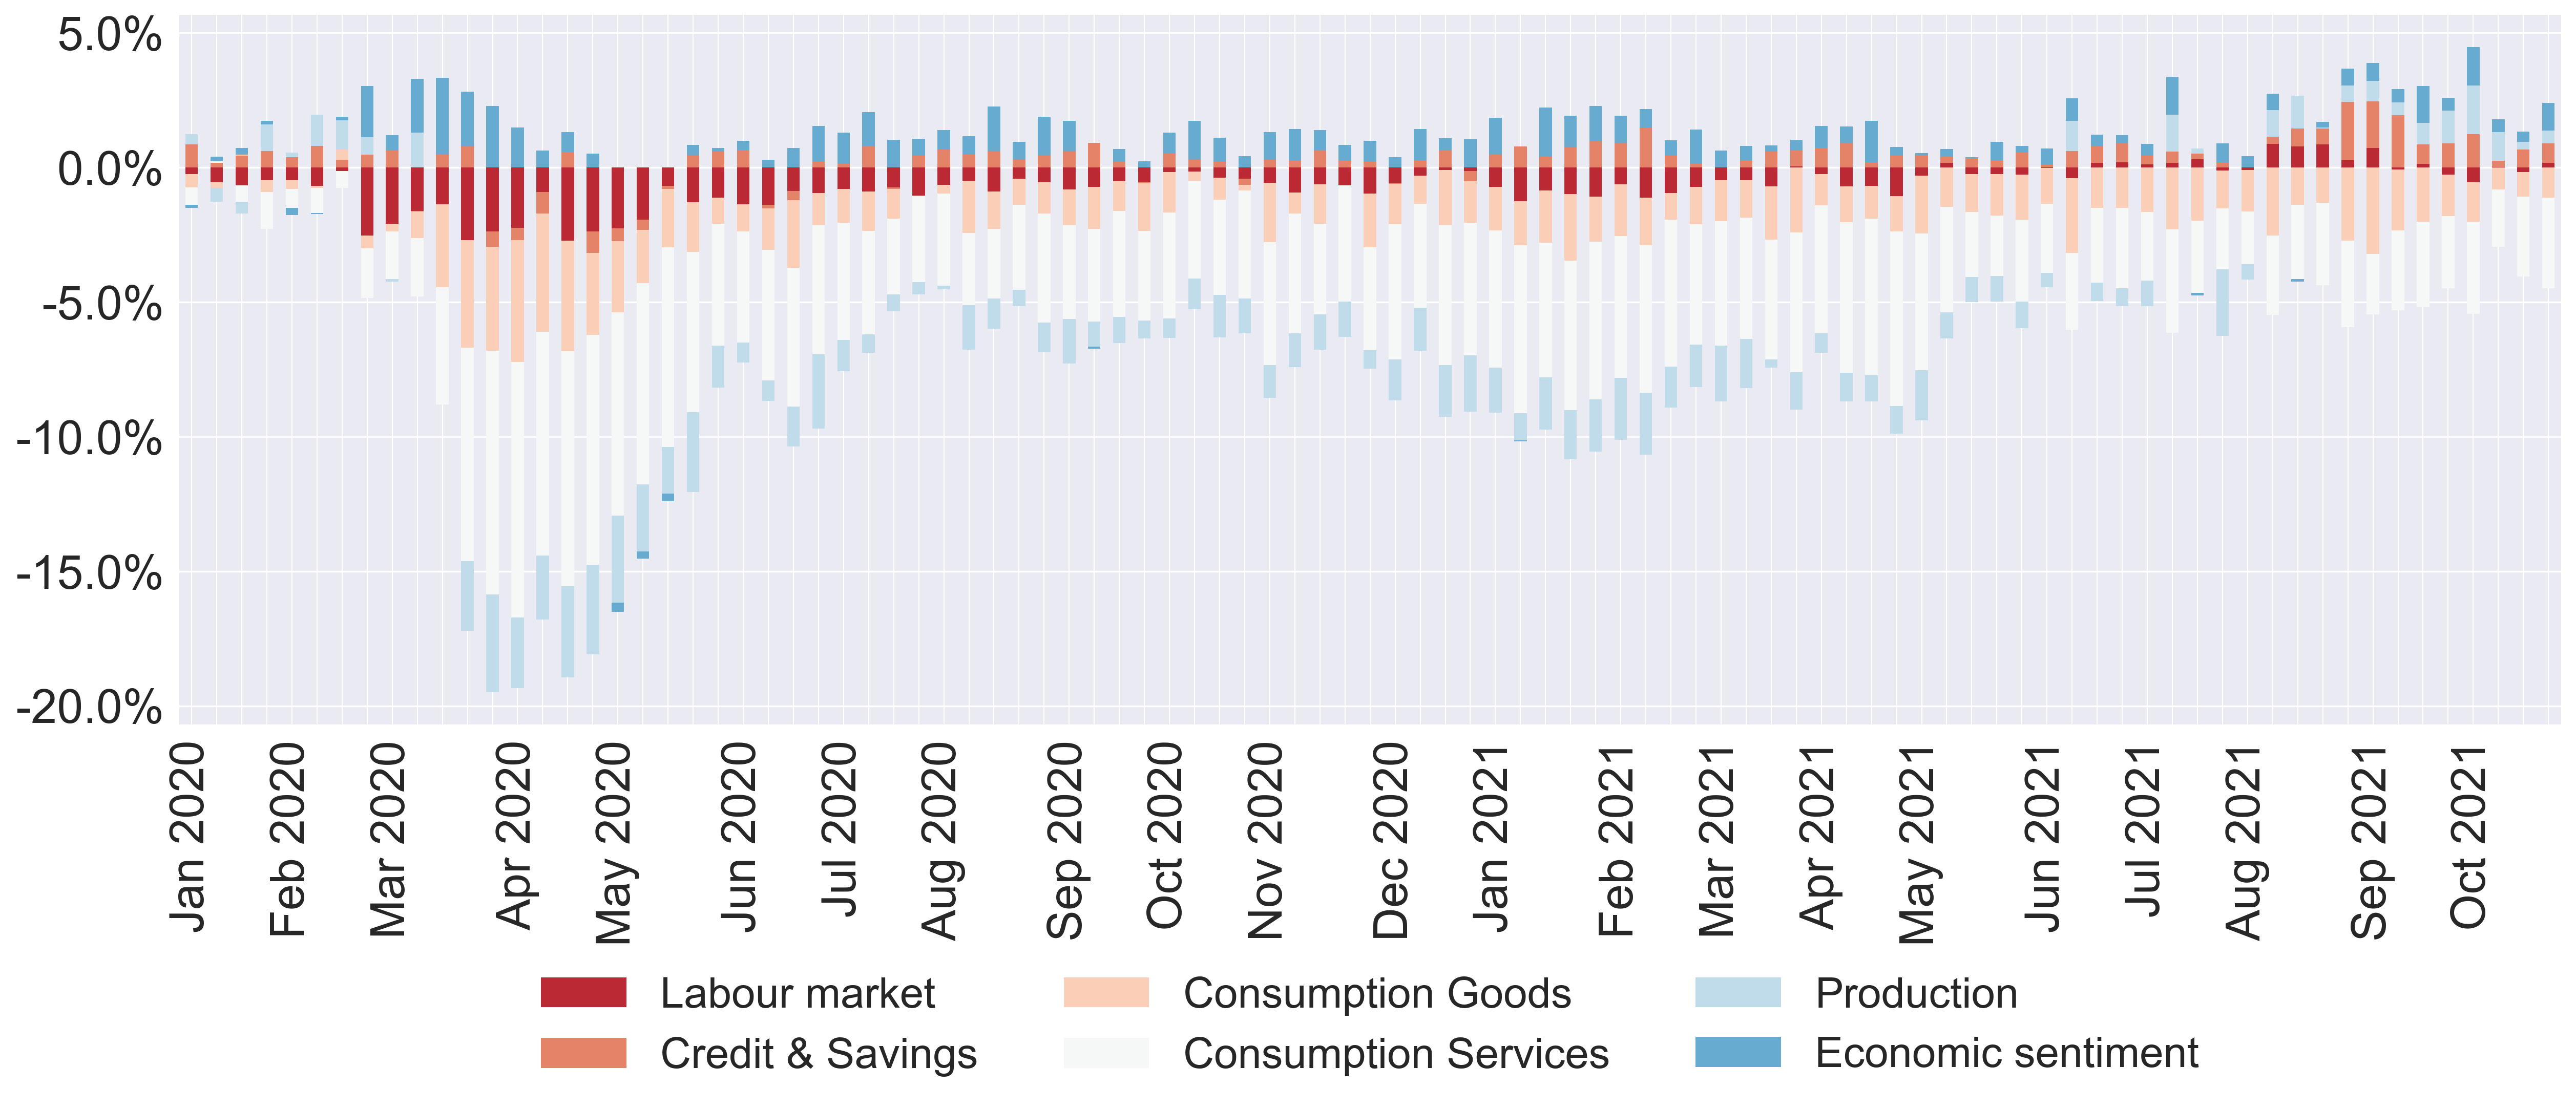 5.0%
0.0%
-5.0%
-10.0%
-15.0%
-20.0%
Jan 2020
Feb 2020
Mar 2020
Apr 2020
May 2020
Jun 2020
Jul 2020
Aug 2020
Sep 2020
Oct 2020
Nov 2020
Dec 2020
Jan 2021
Feb 2021
Mar 2021
Apr 2021
May 2021
Jun 2021
Jul 2021
Aug 2021
Sep 2021
Oct 2021
Labour market
Consumption Goods
Production
Credit & Savings
Consumption Services
Economic sentiment